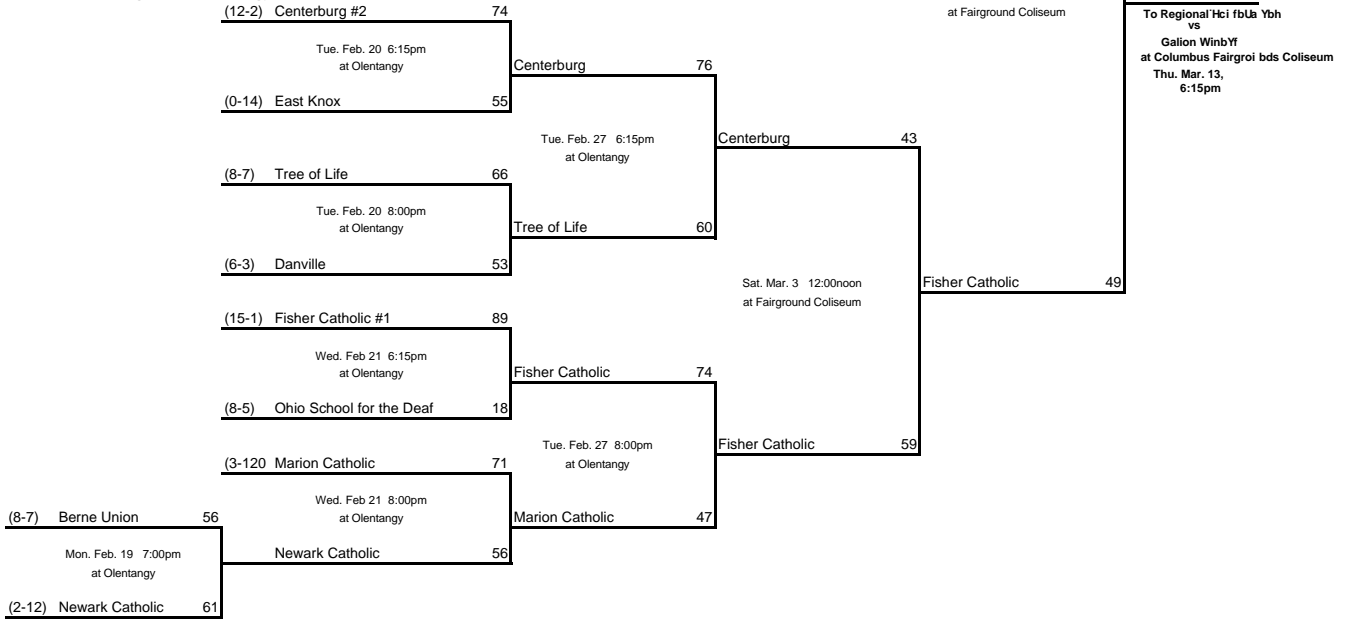 (12-2) Centerburg #2 74
at Fairground Coliseum
To Regional
vs
Galion
at Columbus Coliseum
Thu. Mar. 13,
6:15pm
Tue. Feb. 20 6:15pm
at Olentangy
Centerburg 76
(0-14) East Knox 55
Tue. Feb. 27 6:15pm
at Olentangy
Centerburg 43
(8-7) Tree of Life 66
Tue. Feb. 20 8:00pm
at Olentangy
Tree of Life 60
(6-3) Danville 53
Sat. Mar. 3 12:00noon
at Fairground Coliseum
Fisher Catholic 49
(15-1) Fisher Catholic #1 89
Wed. Feb 21 6:15pm
at Olentangy
Fisher Catholic 74
(8-5) Ohio School for the Deaf 18
Tue. Feb. 27 8:00pm
at Olentangy
Fisher Catholic 59
(3-120 Marion Catholic 71
Wed. Feb 21 8:00pm
at Olentangy
Marion Catholic 47
(8-7) Berne Union 56
Mon. Feb. 19 7:00pm
at Olentangy
Newark Catholic 56
(2-12) Newark Catholic 61